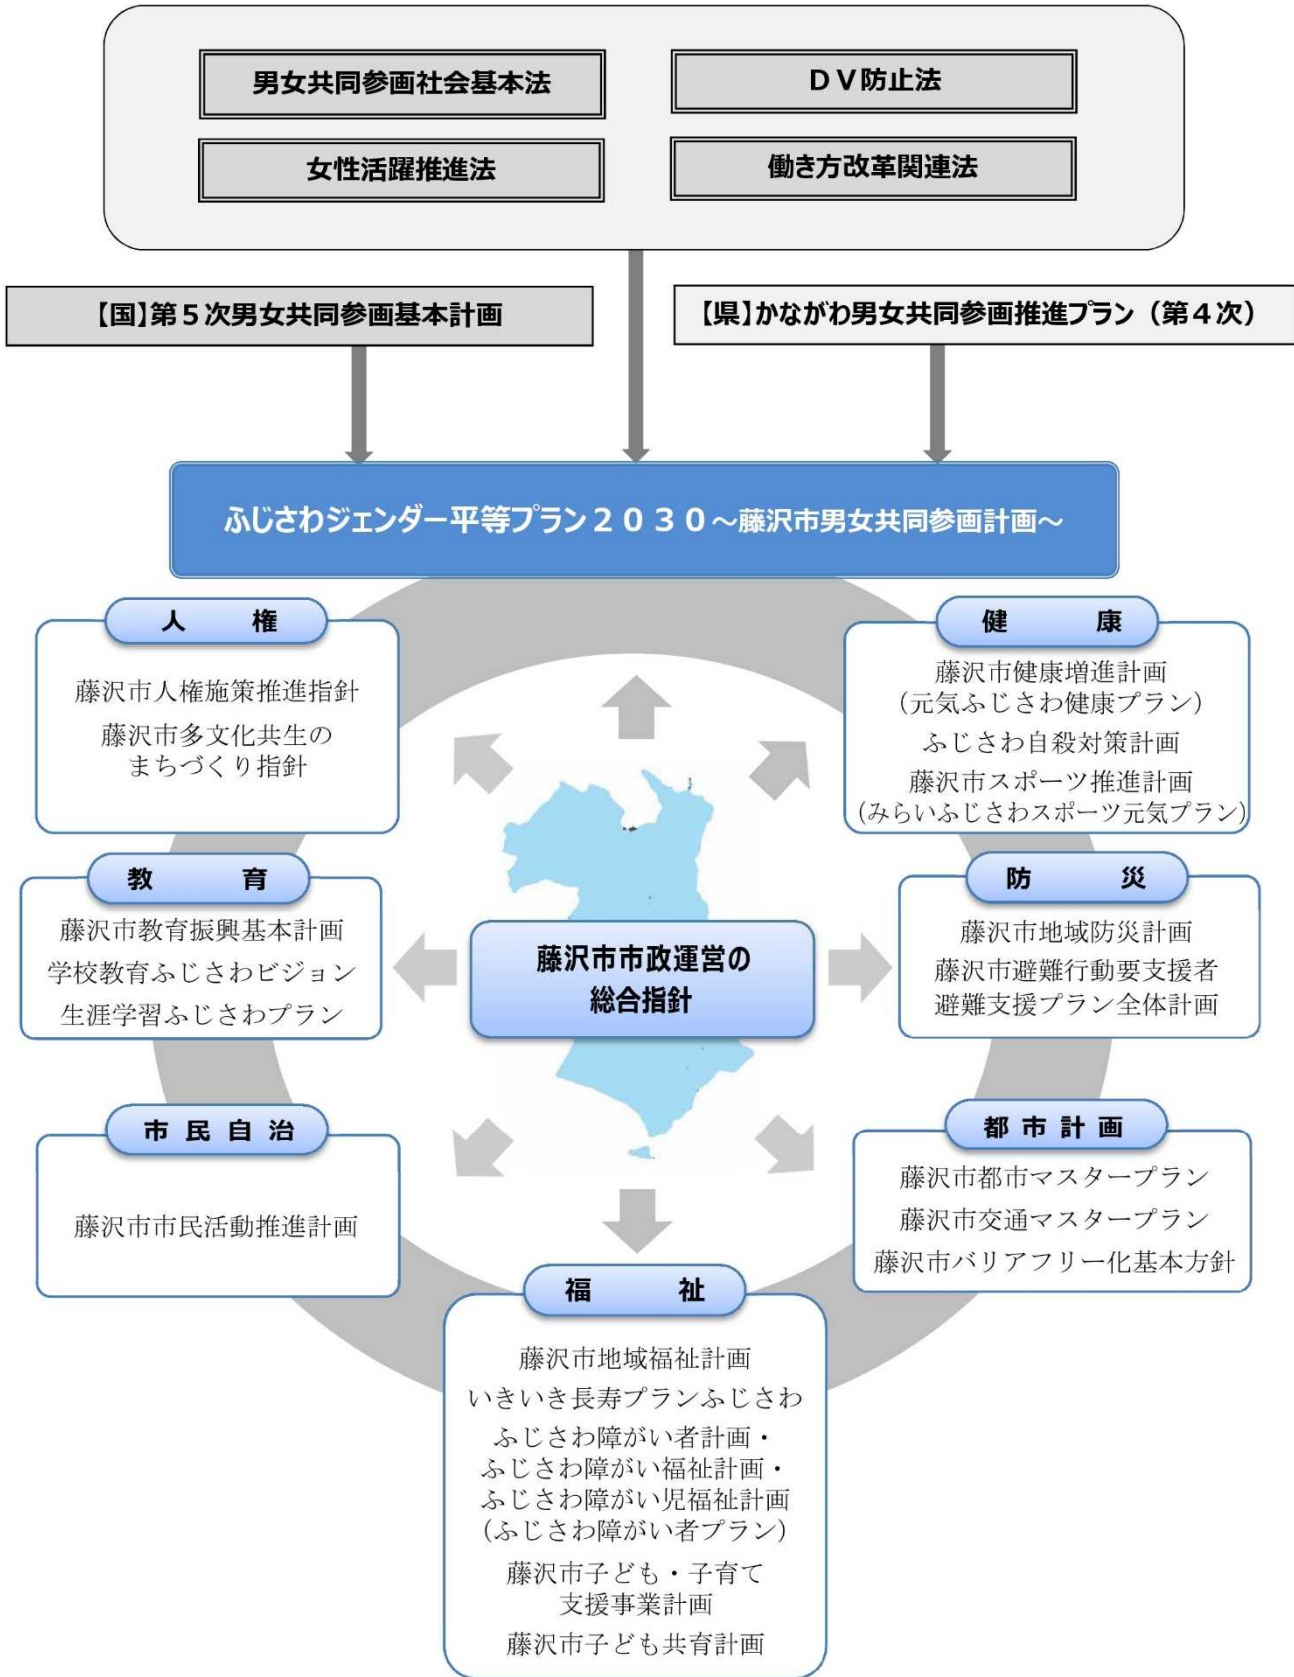 男女共同参画社会基本法
DV防止法
女性活躍推進法
働き方改革関連法
【国】第5次男女共同参画基本計画
【県】かながわ男女共同参画推進プラン（第4次）
ふじさわジェンダー平等プラン2030～藤沢市男女共同参画計画～
人権
藤沢市人権施策推進指針
藤沢市多文化共生の
まちづくり指針
健康
藤沢市健康増進計画
(元気ふじさわ健康プラン)
ふじさわ自殺対策計画
藤沢市スポーツ推進計画
(みらいふじさわスポーツ元気プラン)
教育
藤沢市教育振興基本計画
学校教育ふじさわビジョン
生涯学習ふじさわプラン
藤沢市市政運営の
総合指針
防災
藤沢市地域防災計画
藤沢市避難行動要支援者
避難支援プラン全体計画
市民自治
藤沢市市民活動推進計画
都市計画
藤沢市都市マスタープラン
藤沢市交通マスタープラン
藤沢市バリアフリー化基本方針
福祉
藤沢市地域福祉計画
いきいき長寿プランふじさわ
ふじさわ障がい者計画・
ふじさわ障がい福祉計画・
ふじさわ障がい児福祉計画
(ふじさわ障がい者プラン)
藤沢市子ども・子育て
支援事業計画
藤沢市子ども共育計画